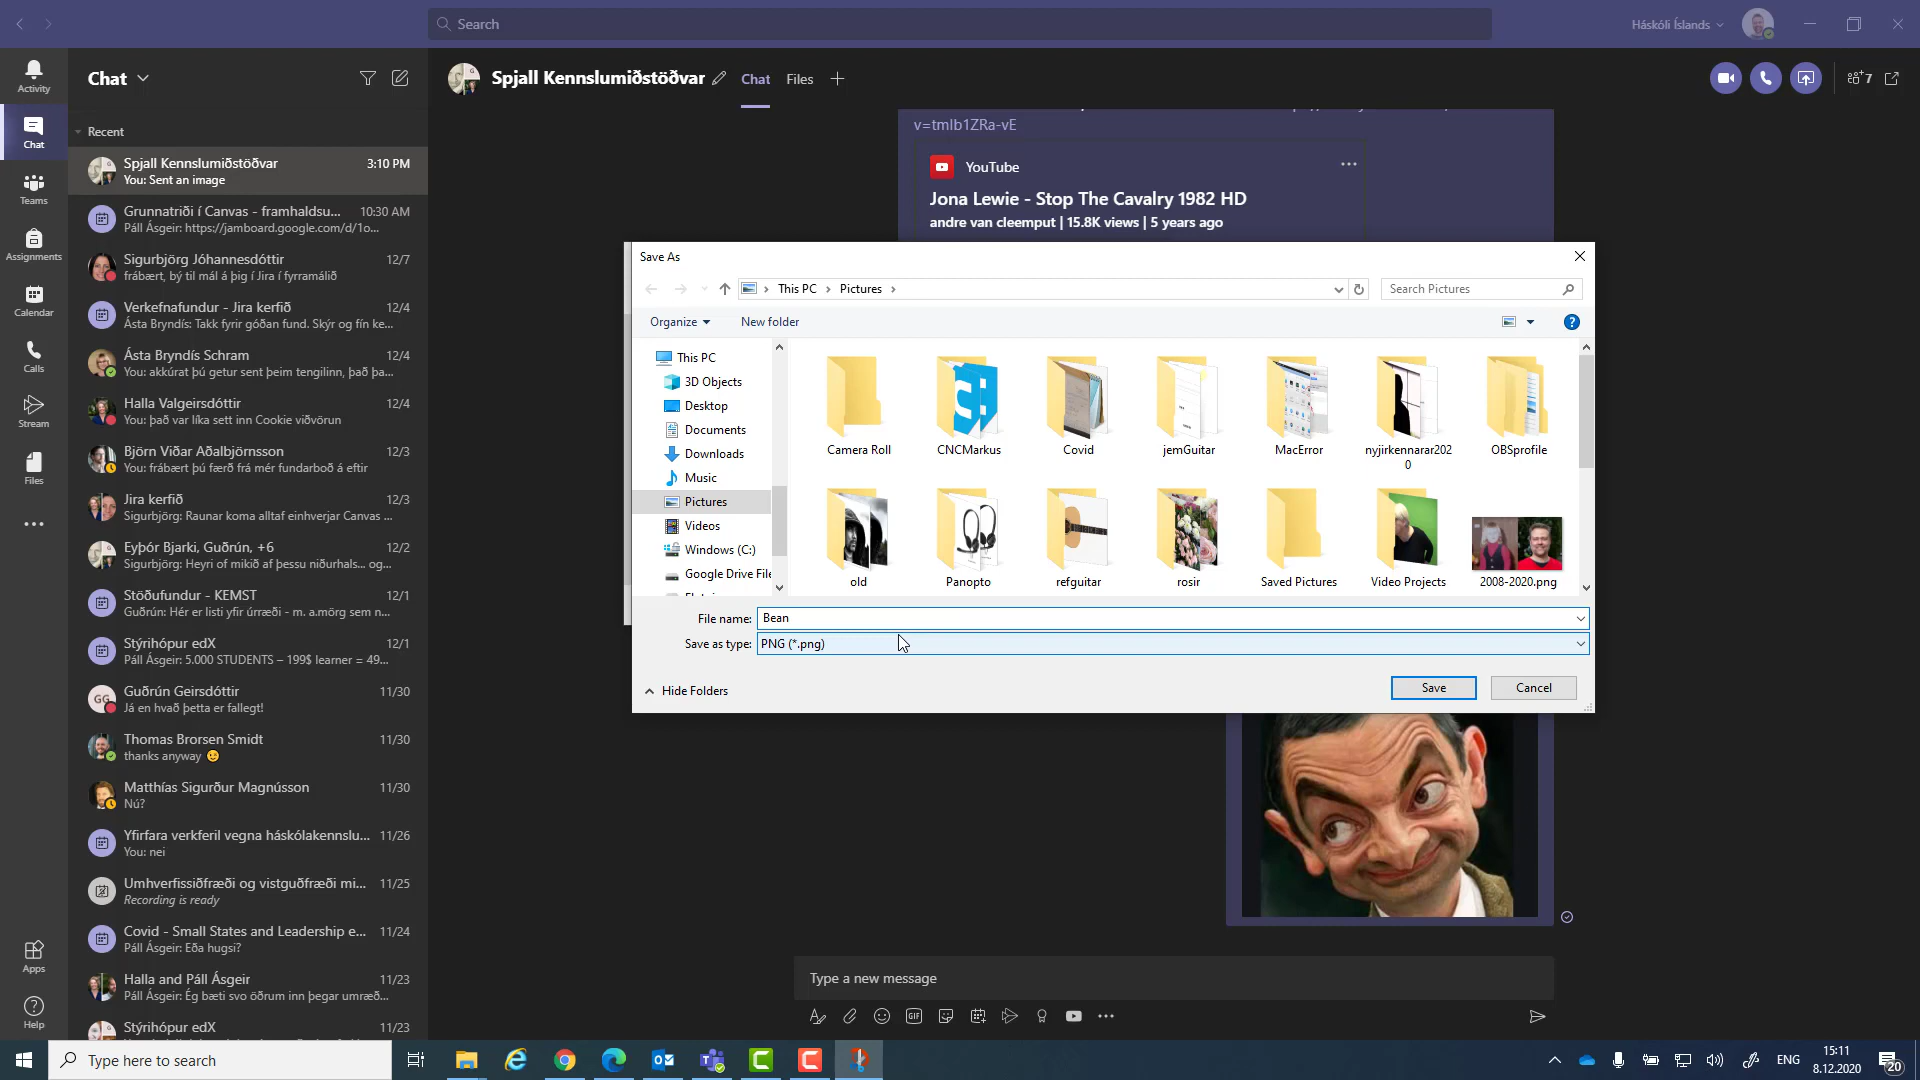 Search
Háskóli Íslands
Activity
Chat
Teams
Assignments
Calendar
Calls
Stream
Files
Apps
Help
Chat
Recent
Spjall Kennslumiðstöðvar 3:10 PM
You: Sent an image
Grunnatriði í Canvas - framhaldsu... 10:30 AM
Páll Ásgeir: https://jamboard.google.com/d/1o...
Sigurbjörg Jóhannesdóttir 12/7
frábært, bý til mál á þig í Jira í fyrramálið
Verkefnafundur - Jira kerfið 12/4
Ásta Bryndís: Takk fyrir góðan fund. Skýr og fín ke...
Ásta Bryndís Schram 12/4
You: akkúrat þú getur sent þeim tengilinn, það þa...
Halla Valgeirsdóttir 12/4
You: það var líka sett inn Cookie viðvörun
Björn Viðar Aðalbjörnsson 12/3
You: frábært þú færð frá mér fundarboð á eftir
Jira kerfið 12/3
Sigurbjörg: Raunar koma alltaf einhverjar Canvas ...
Eyþór Bjarki, Guðrún, +6 12/2
Sigurbjörg: Heyri of mikið af þessu niðurhals... og...
Stöðufundur - KEMST 12/1
Guðrún: Hér er listi yfir úrræði - m. a.mörg sem n...
Stýrihópur edX 12/1
Páll Ásgeir: 5.000 STUDENTS – 199$ learner = 49...
GG
Guðrún Geirsdóttir 11/30
Já en hvað þetta er fallegt!
Thomas Brorsen Smidt 11/30
thanks anyway
Matthías Sigurður Magnússon 11/30
Nú?
Yfirfara verkferil vegna háskólakennslu... 11/26
You: nei
Umhverfissiðfræði og vistguðfræði mi... 11/25
Recording is ready
Covid - Small States and Leadership e... 11/24
Páll Ásgeir: Eða hugsi?
Halla and Páll Ásgeir 11/23
Páll Ásgeir: Ég bæti svo öðrum inn þegar umræð...
Stýrihópur edX 11/23
Spjall Kennslumiðstöðvar Chat Files 7
v=tmlb1ZRa-vE
YouTube
Jona Lewie - Stop The Cavalry 1982 HD
andre van cleemput | 15.8K views | 5 years ago
Save As
This PC Pictures
Search Pictures
Organize New folder
This PC
3D Objects
Desktop
Documents
Downloads
Music
Pictures
Videos
Windows (C:)
Google Drive File
Camera Roll
CNCMarkus
Covid
jemGuitar
MacError
nyjirkennarar202
0
OBSprofile
old
Panopto
refguitar
rosir
Saved Pictures
Video Projects
2008-2020.png
File name: Bean
Save as type: PNG (*.png)
Hide Folders
Save Cancel
Type a new message
GIF
Type here to search
ENG
15:11
8.12.2020
20